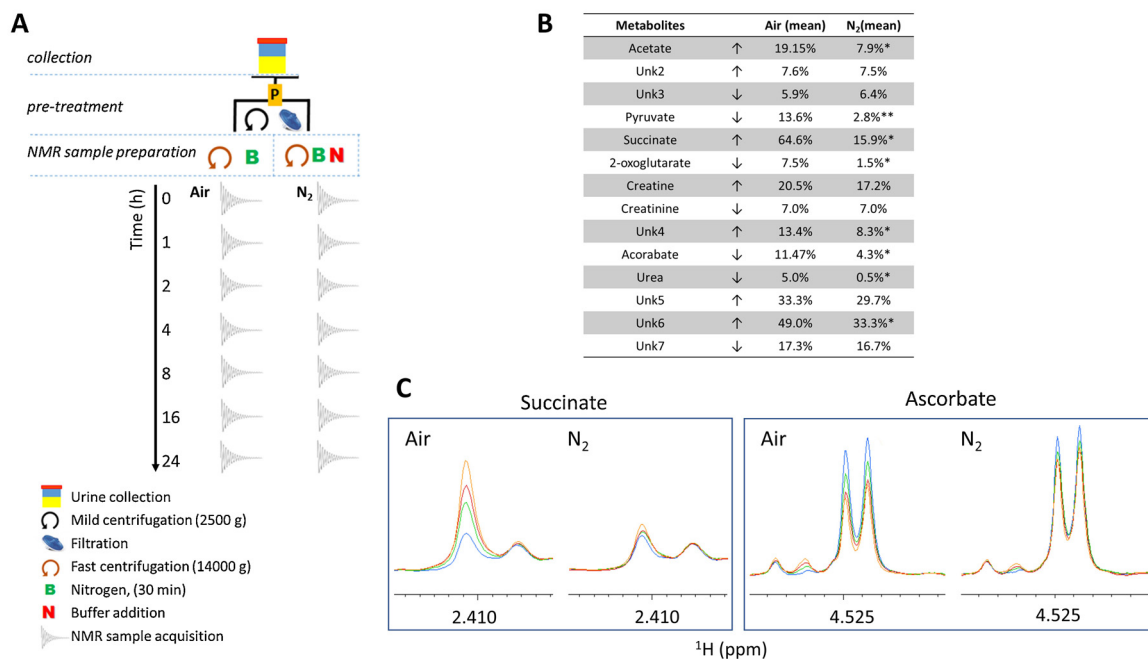 A
collection
P
pre-treatment
NMR sample preparation
B
B N
Air
N2
Time (h)
0
1
2
4
8
16
24
Urine collection
Mild centrifugation (2500 g)
Filtration
Fast centrifugation (14000 g)
B Nitrogen, (30 min)
N Buffer addition
NMR sample acquisition
B
Metabolites Air (mean) N2(mean)
Acetate ↑ 19.15% 7.9%*
Unk2 ↑ 7.6% 7.5%
Unk3 ↓ 5.9% 6.4%
Pyruvate ↓ 13.6% 2.8%**
Succinate ↑ 64.6% 15.9%*
2-oxoglutarate ↓ 7.5% 1.5%*
Creatine ↑ 20.5% 17.2%
Creatinine ↓ 7.0% 7.0%
Unk4 ↑ 13.4% 8.3%*
Acorabate ↓ 11.47% 4.3%*
Urea ↓ 5.0% 0.5%*
Unk5 ↑ 33.3% 29.7%
Unk6 ↑ 49.0% 33.3%*
Unk7 ↓ 17.3% 16.7%
C
Succinate
Air
N2
2.410
2.410
Ascorbate
Air
N2
4.525
4.525
1H (ppm)